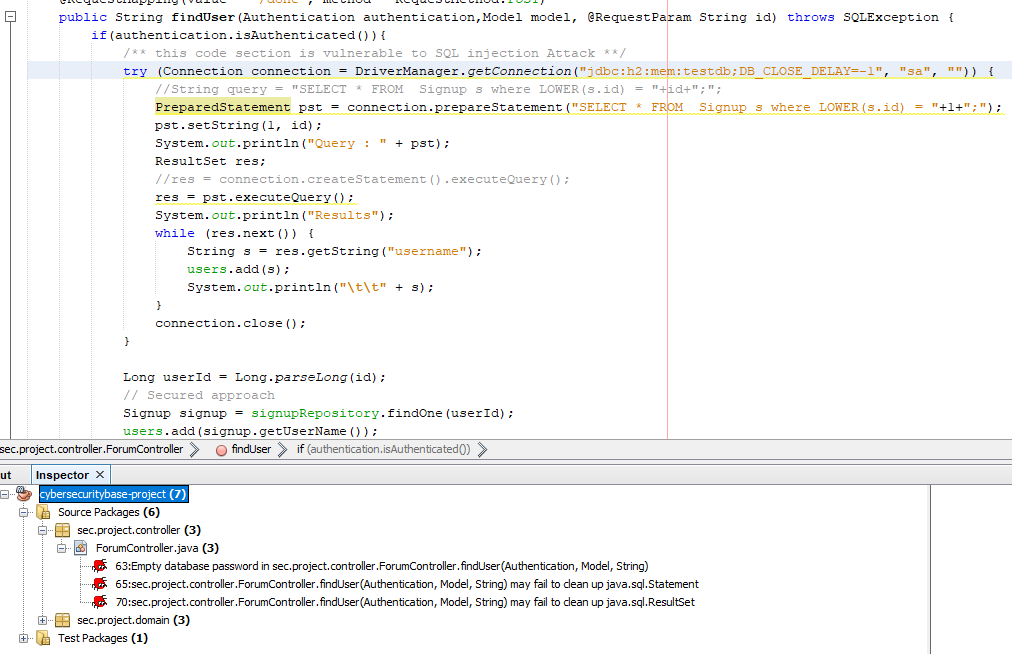 @RequestMapping(value = "/done", method = RequestMethod.POST)
public String findUser(Authentication authentication,Model model, @RequestParam String id) throws SQLException {
if(authentication.isAuthenticated()){
/** this code section is vulnerable to SQL injection Attack **/
try (Connection connection = DriverManager.getConnection("jdbc:h2:mem:testdb;DB_CLOSE_DELAY=-1", "sa", "")) {
//String query = "SELECT * FROM  Signup s where LOWER(s.id) = "+id+";";
PreparedStatement pst = connection.prepareStatement("SELECT * FROM  Signup s where LOWER(s.id) = "+1+";");
pst.setString(1, id);
System.out.println("Query : " + pst);
ResultSet res;
//res = connection.createStatement().executeQuery();
res = pst.executeQuery();
System.out.println("Results");
while (res.next()) {
String s = res.getString("username");
users.add(s);
System.out.println("\t\t" + s);
}
connection.close();
}
Long userId = Long.parseLong(id);
// Secured approach
Signup signup = signupRepository.findOne(userId);
users.add(signup.getUserName());
sec.project.controller.ForumController findUser if (authentication.isAuthenticated())
ut Inspector
cybersecuritybase-project (7)
Source Packages (6)
sec.project.controller (3)
ForumController.java (3)
63:Empty database password in sec.project.controller.ForumController.findUser(Authentication, Model, String)
65:sec.project.controller.ForumController.findUser(Authentication, Model, String) may fail to clean up java.sql.Statement
70:sec.project.controller.ForumController.findUser(Authentication, Model, String) may fail to clean up java.sql.ResultSet
sec.project.domain (3)
Test Packages (1)